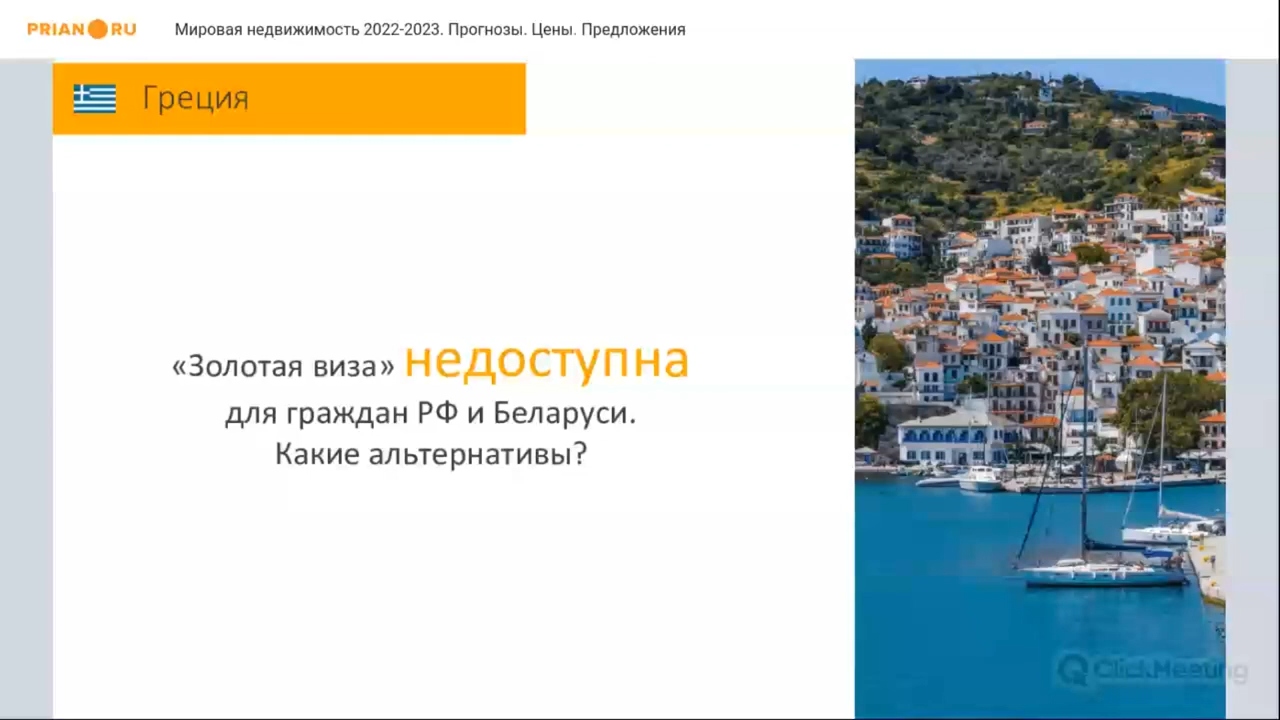 PRIAN.RU
Мировая недвижимость 2022-2023. Прогнозы. Цены. Предложения
Греция
«Золотая виза» недоступна
для граждан РФ и Беларуси.
Какие альтернативы?
ClickMeeting